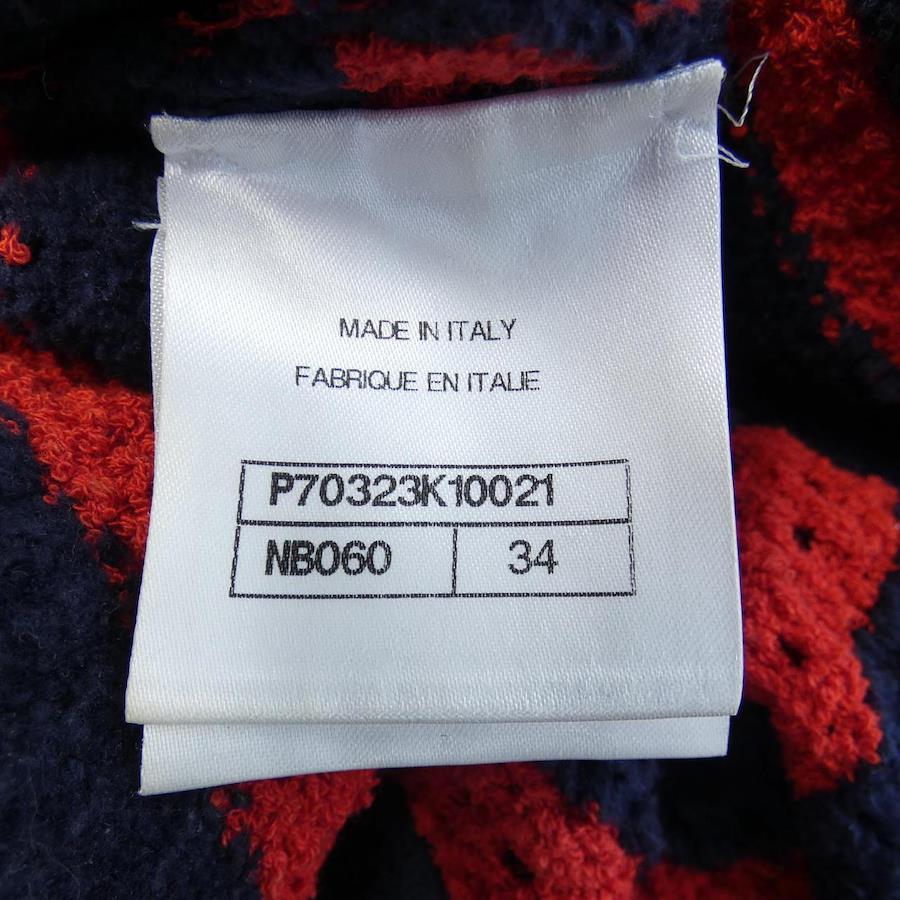 MADE IN ITALY
FABRIQUE EN ITALIE
P70323K10021
NB060 34